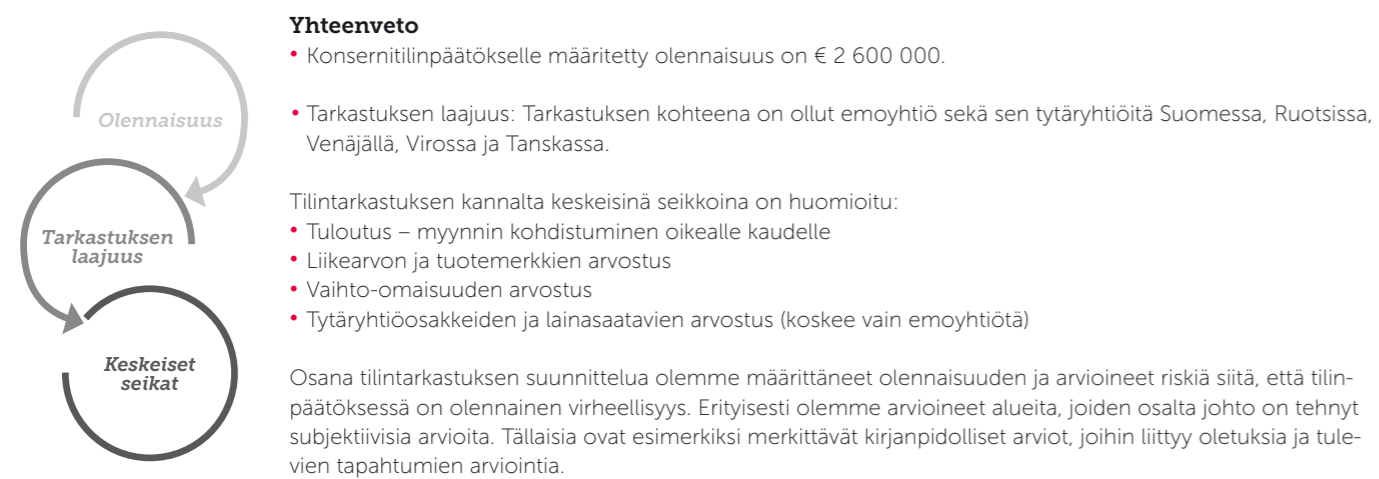 Yhteenveto
• Konsernitilinpäätökselle määritetty olennaisuus on € 2 600 000.
Olennaisuus
• Tarkastuksen laajuus: Tarkastuksen kohteena on ollut emoyhtiö sekä sen tytäryhtiöitä Suomessa, Ruotsissa,
Venäjällä, Virossa ja Tanskassa.
Tilintarkastuksen kannalta keskeisinä seikkoina on huomioitu:
Tarkastuksen
laajuus
• Tuloutus – myynnin kohdistuminen oikealle kaudelle
• Liikearvon ja tuotemerkkien arvostus
• Vaihto-omaisuuden arvostus
• Tytäryhtiöosakkeiden ja lainasaatavien arvostus (koskee vain emoyhtiötä)
Keskeiset
seikat
Osana tilintarkastuksen suunnittelua olemme määrittäneet olennaisuuden ja arvioineet riskiä siitä, että tilin-
päätöksessä on olennainen virheellisyys. Erityisesti olemme arvioineet alueita, joiden osalta johto on tehnyt
subjektiivisia arvioita. Tällaisia ovat esimerkiksi merkittävät kirjanpidolliset arviot, joihin liittyy oletuksia ja tule-
vien tapahtumien arviointia.